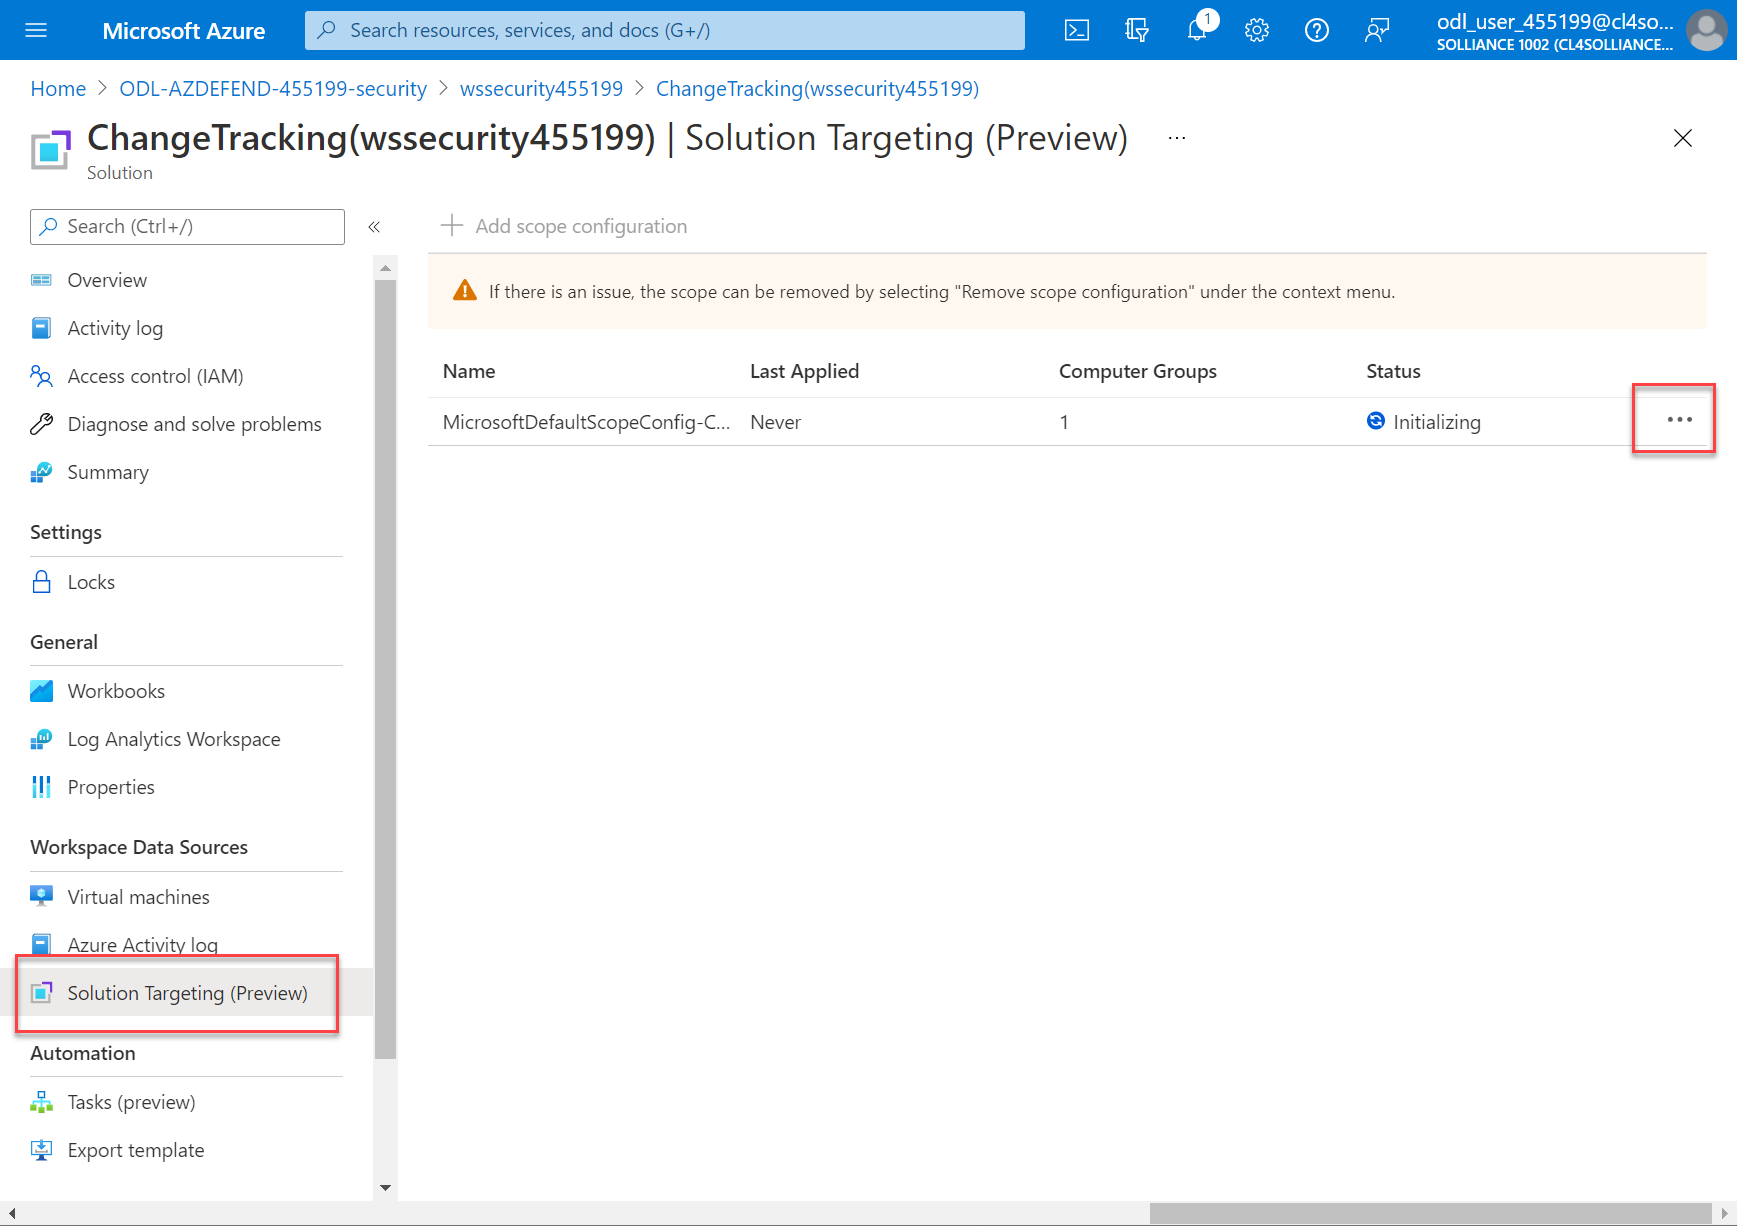 Microsoft Azure
Search resources, services, and docs (G+/)
1
odl_user_455199@cl4so...
SOLLIANCE 1002 (CL4SOLLIANCE...
Home > ODL-AZDEFEND-455199-security > wssecurity455199 > ChangeTracking(wssecurity455199)
ChangeTracking(wssecurity455199) | Solution Targeting (Preview) ...
Solution
Search (Ctrl+/)
«
Overview
Activity log
Access control (IAM)
Diagnose and solve problems
Summary
Settings
Locks
General
Workbooks
Log Analytics Workspace
Properties
Workspace Data Sources
Virtual machines
Azure Activity log
Solution Targeting (Preview)
Automation
Tasks (preview)
Export template
Add scope configuration
If there is an issue, the scope can be removed by selecting "Remove scope configuration" under the context menu.
Name Last Applied Computer Groups Status
MicrosoftDefaultScopeConfig-C... Never 1 Initializing ...